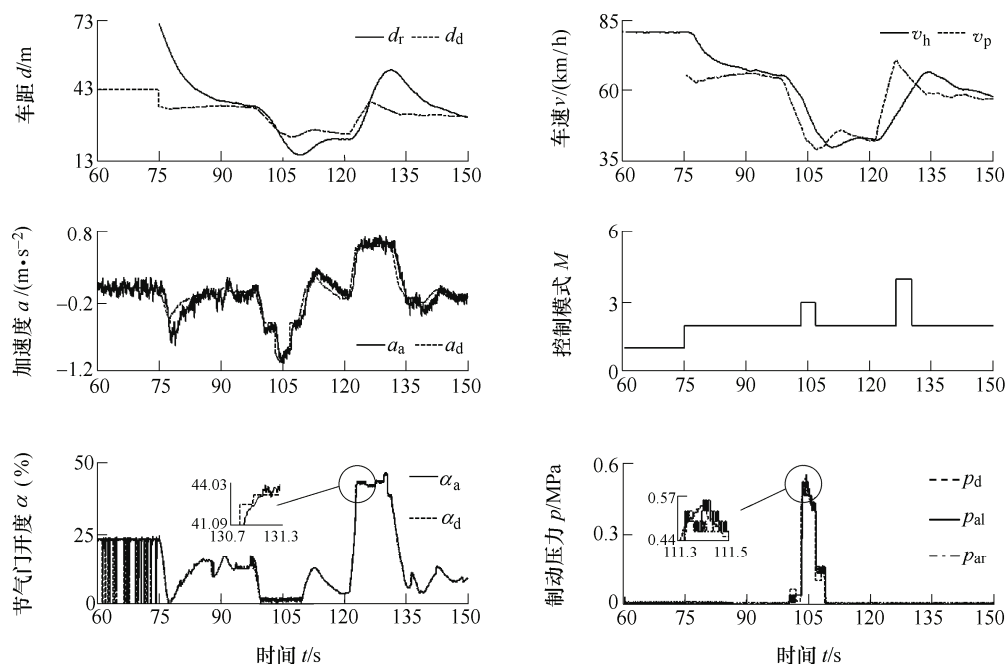 车距 d/m
73
43
13
d_r
d_d
60 75 90 105 120 135 150
车速v/(km/h)
85
60
35
v_h
v_p
60 75 90 105 120 135 150
加速度 a/(m•s⁻²)
0.8
−0.2
−1.2
a_a
a_d
60 75 90 105 120 135 150
控制模式 M
6
3
0
60 75 90 105 120 135 150
节气门开度 α (%)
50
25
0
44.03
41.09
130.7 131.3
α_a
α_d
60 75 90 105 120 135 150
时间 t/s
制动压力 p/MPa
0.6
0.3
0
0.57
0.44
111.3 111.5
p_d
p_al
p_ar
60 75 90 105 120 135 150
时间 t/s